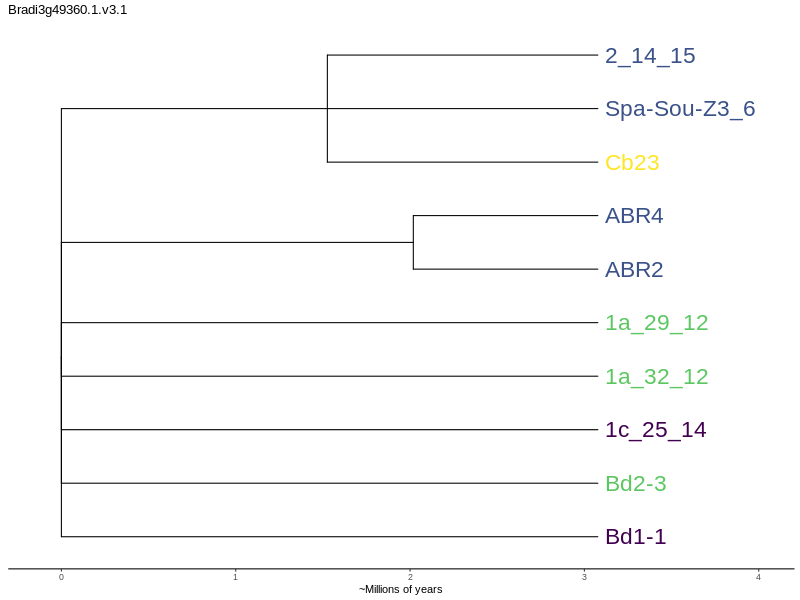 Bradi3g49360.1.v3.1
2_14_15
Spa-Sou-Z3_6
Cb23
ABR4
ABR2
1a_29_12
1a_32_12
1c_25_14
Bd2-3
Bd1-1
0 1 2 3 4
~Millions of years